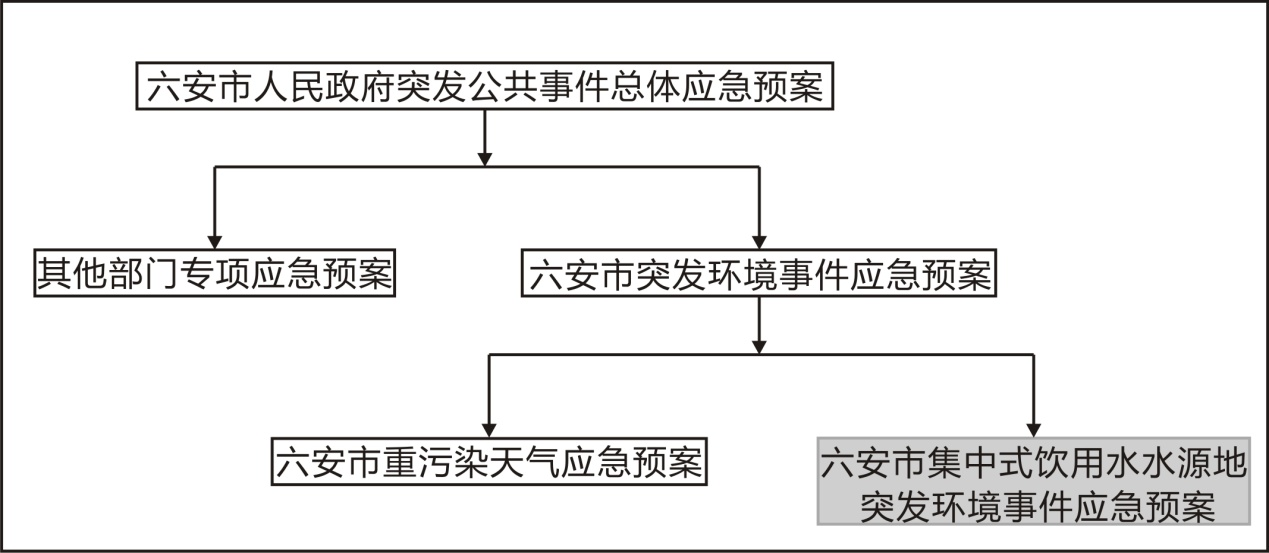 六安市人民政府突发公共事件总体应急预案
其他部门专项应急预案
六安市突发环境事件应急预案
六安市重污染天气应急预案
六安市集中式饮用水水源地
突发环境事件应急预案